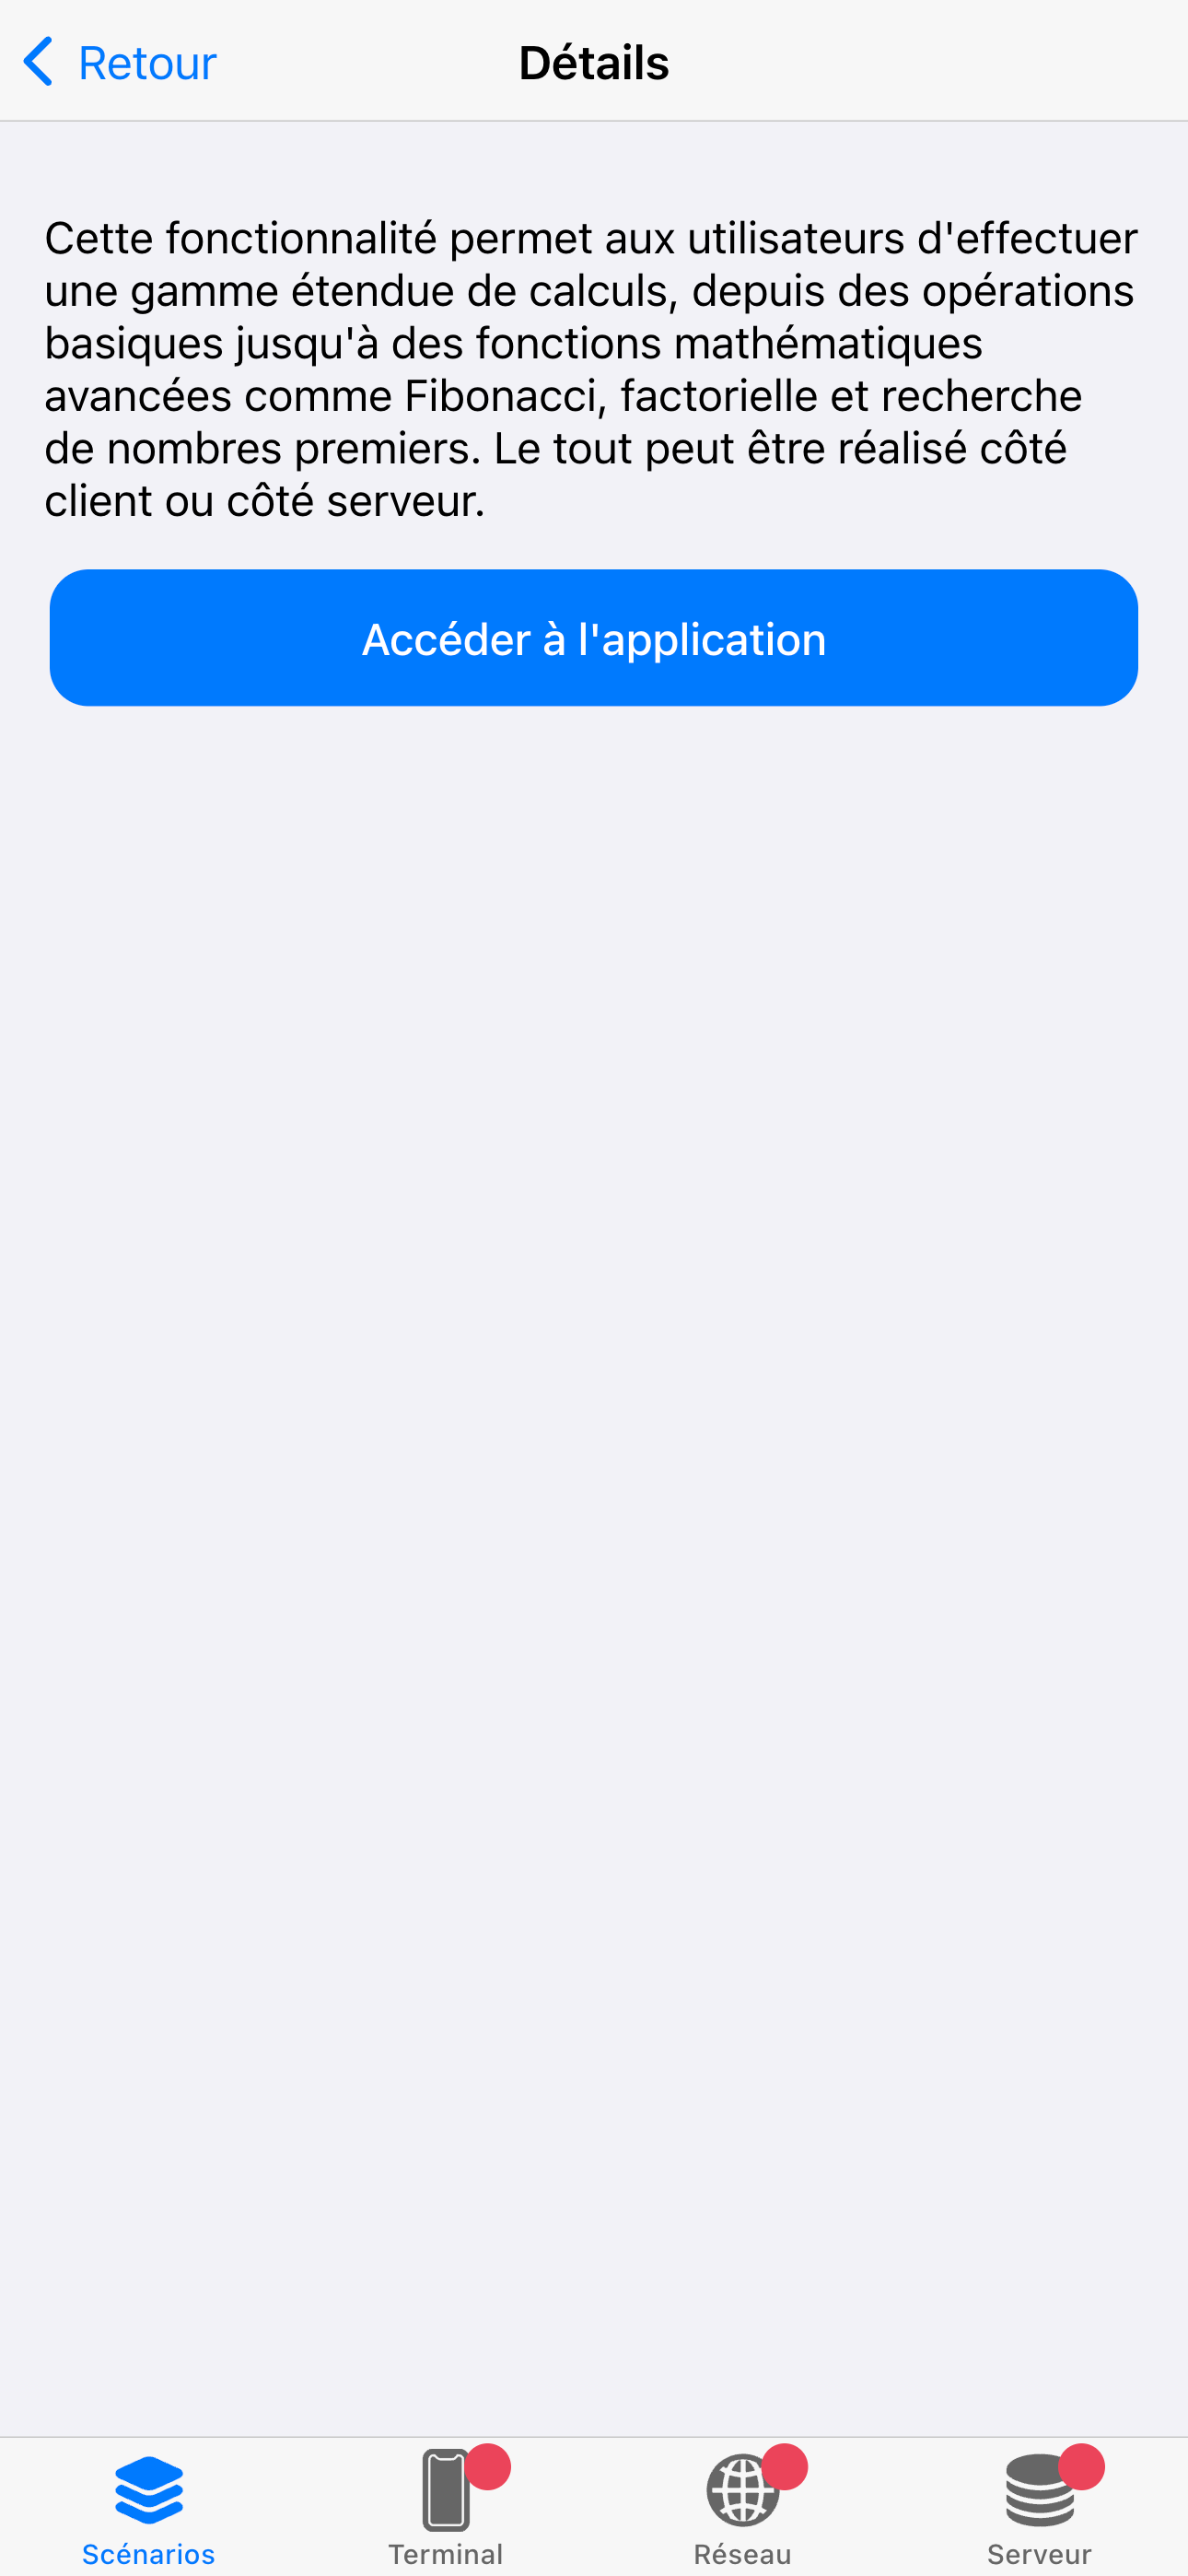 Retour
Détails
Cette fonctionnalité permet aux utilisateurs d'effectuer
une gamme étendue de calculs, depuis des opérations
basiques jusqu'à des fonctions mathématiques
avancées comme Fibonacci, factorielle et recherche
de nombres premiers. Le tout peut être réalisé côté
client ou côté serveur.
Accéder à l'application
Scénarios
Terminal
Réseau
Serveur